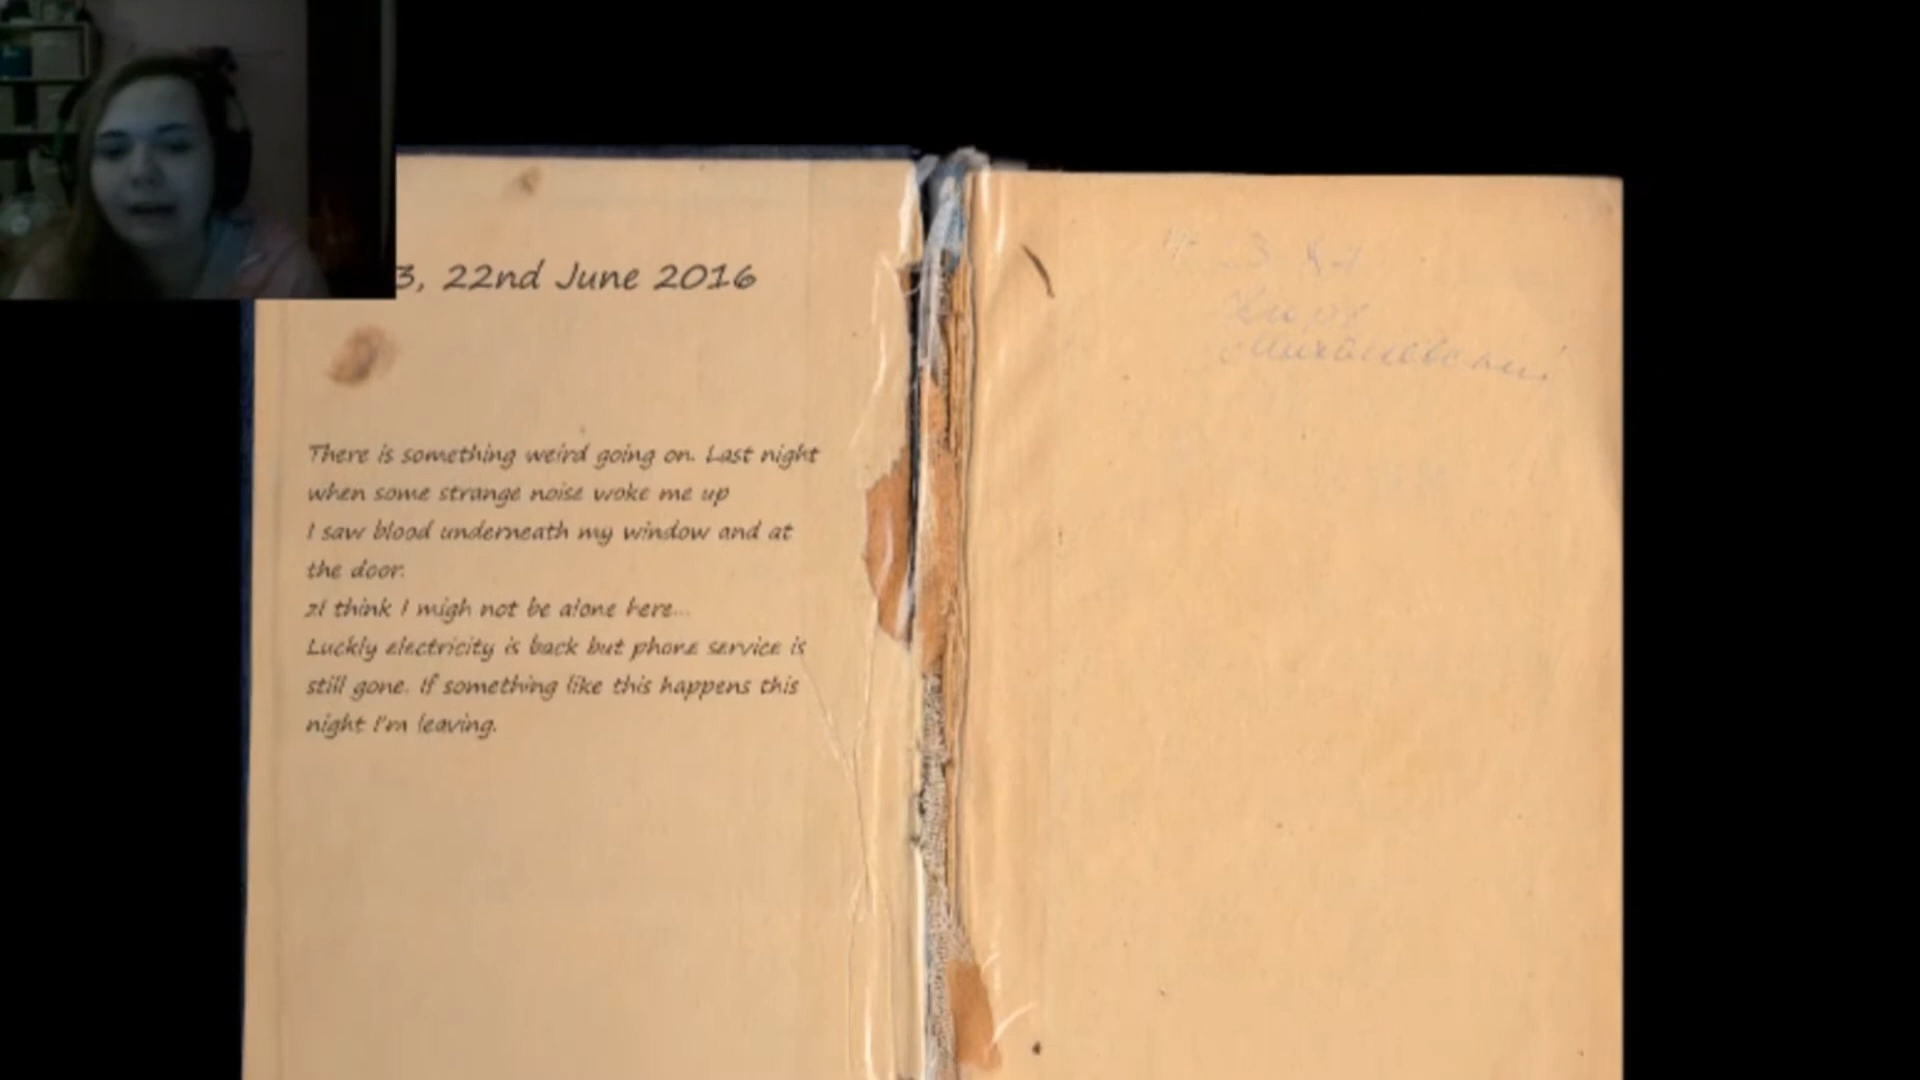 3, 22nd June 2016
There is something weird going on. Last night
when some strange noise woke me up
I saw blood underneath my window and at
the door.
zI think I migh not be alone here...
Luckly electricity is back but phone service is
still gone. If something like this happens this
night I'm leaving.